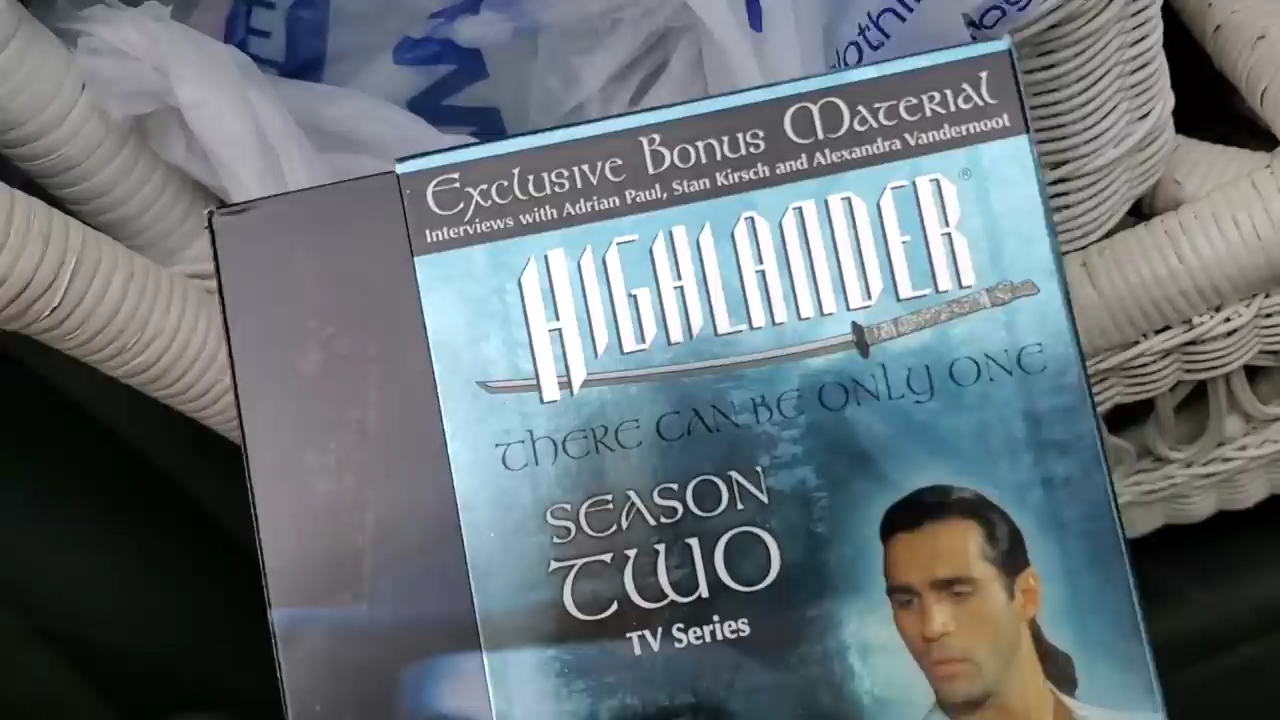 Exclusive Bonus Material
Interviews with Adrian Paul, Stan Kirsch and Alexandra Vandernoot
HIGHLANDER®
THERE CAN BE ONLY ONE
SEASON
TWO
TV Series